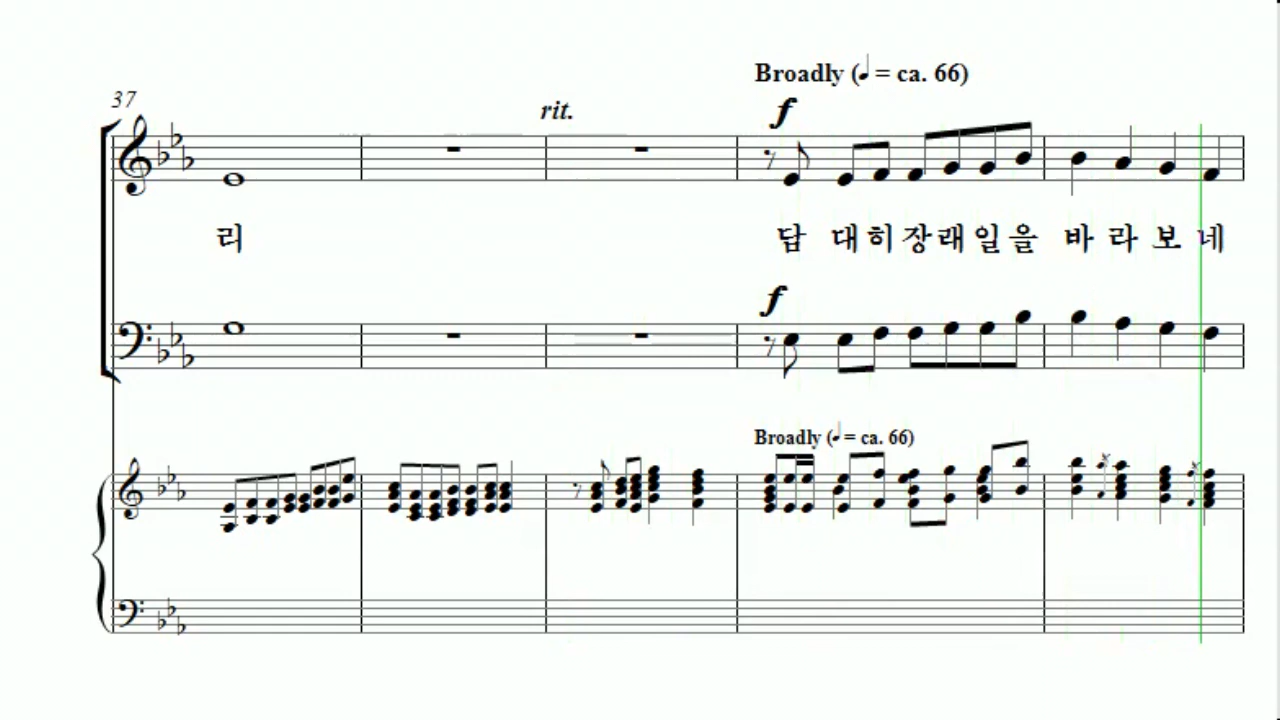 Broadly (♩ = ca. 66)
37
rit.
f
리 담 대 히 장 래 일 을 바 라 보 네
f
Broadly (♩ = ca. 66)